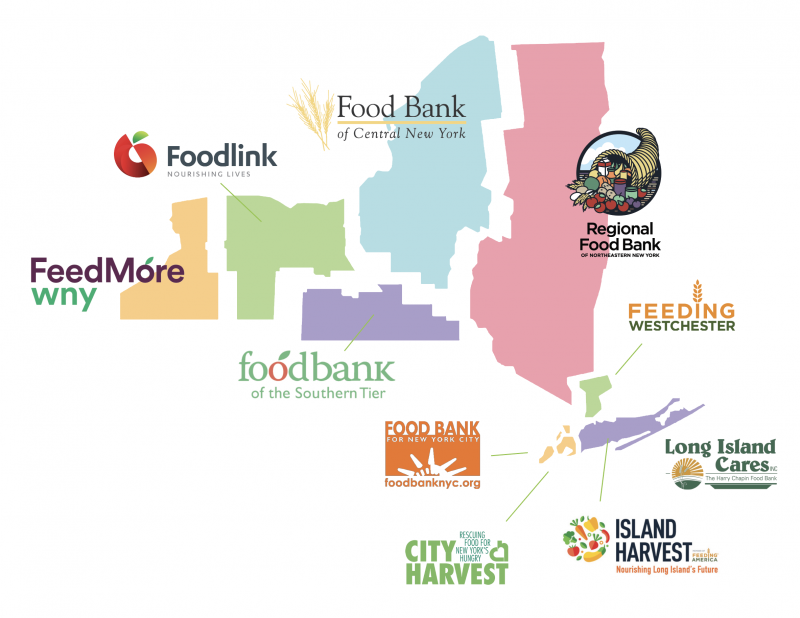 Food Bank
of Central New York
Foodlink
NOURISHING LIVES
Regional
Food Bank
OF NORTHEASTERN NEW YORK
FeedMore
wny
FEEDING
WESTCHESTER
foodbank
of the Southern Tier
FOOD BANK
FOR NEW YORK CITY
foodbanknyc.org
Long Island
Cares INC
The Harry Chapin Food Bank
RESCUING
FOOD FOR
NEW YORK'S
HUNGRY
CITY
HARVEST
ISLAND
HARVEST
FEEDING
AMERICA
Nourishing Long Island's Future